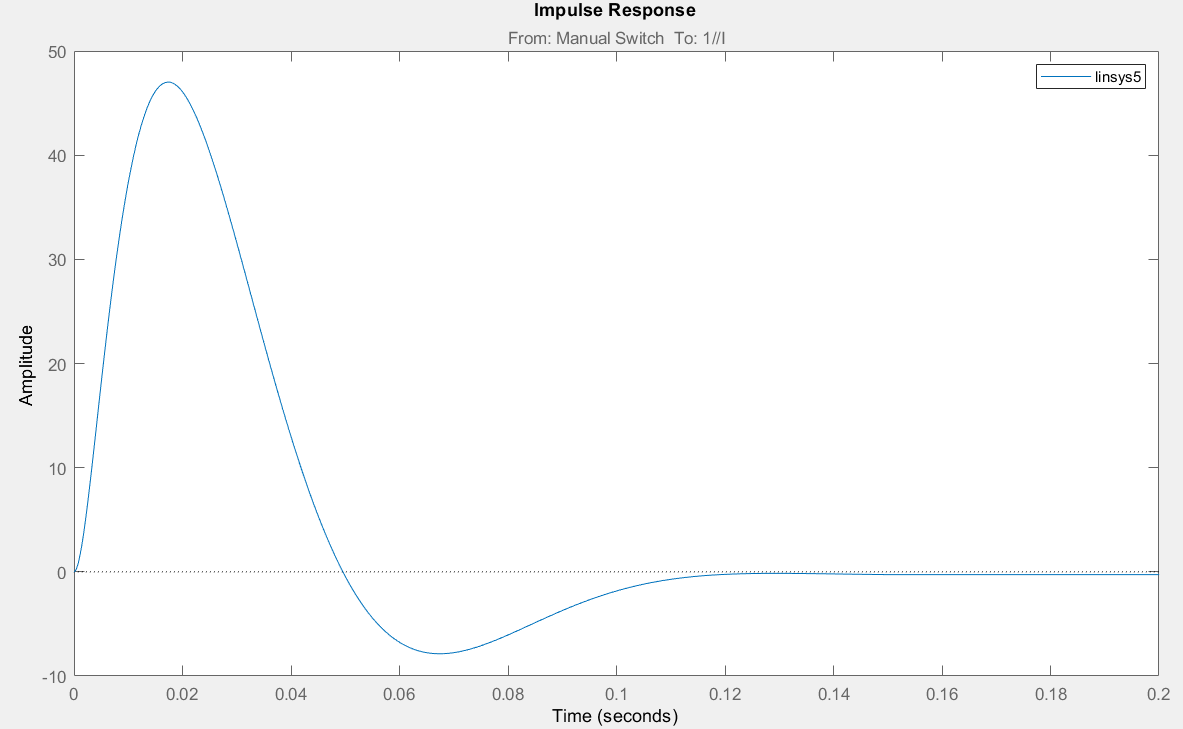 Impulse Response
From: Manual Switch  To: 1//I
linsys5
50
40
30
20
10
0
-10
Amplitude
0 0.02 0.04 0.06 0.08 0.1 0.12 0.14 0.16 0.18 0.2
Time (seconds)